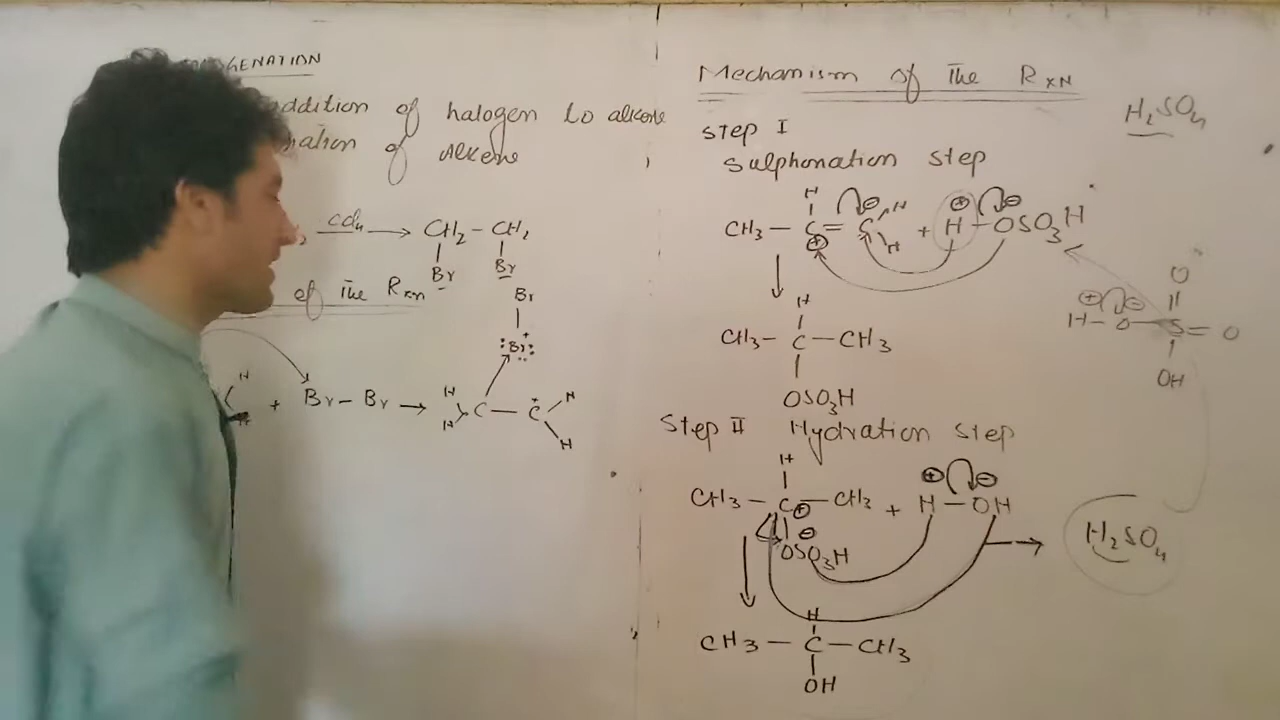 GENATION
addition of halogen to alkene
nation of Alkene
CCl4 → CH2 - CH2
Br Br
of the Rxn
Br
:Br:+
H
H
+ Br - Br → H H C - C+ H H
Mechanism of the RxN
H2SO4
Step I
Sulphonation step
H ⊖ H ⊕ ⊖
CH3 - C = C + H - OSO3H
⊕ H
H
CH3 - C - CH3
OSO3H
O
⊕ ⊖
H - O - S = O
OH
Step II Hydration step
H ⊕ ⊖
CH3 - C - CH3 + H - OH
⊕
⊖
OSO3H → H2SO4
H
CH3 - C - CH3
OH